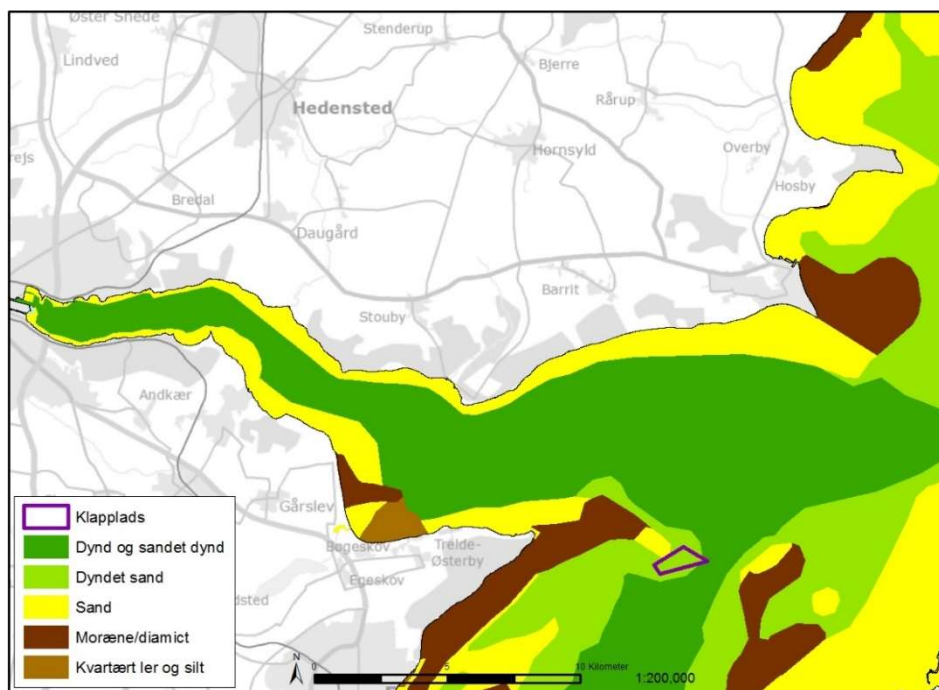 Øster Snede
Stenderup
Lindved
Bjerre
Rårup
Hedensted
Hornsyld
Overby
Hosby
Bredal
Daugård
Barrit
Stouby
Andkær
Gårslev
Bøgeskov
Trelde-
Østerby
Egeskov
Klapplads
Dynd og sandet dynd
Dyndet sand
Sand
Moræne/diamict
Kvartært ler og silt
N
0 5 10 Kilometer
1:200,000